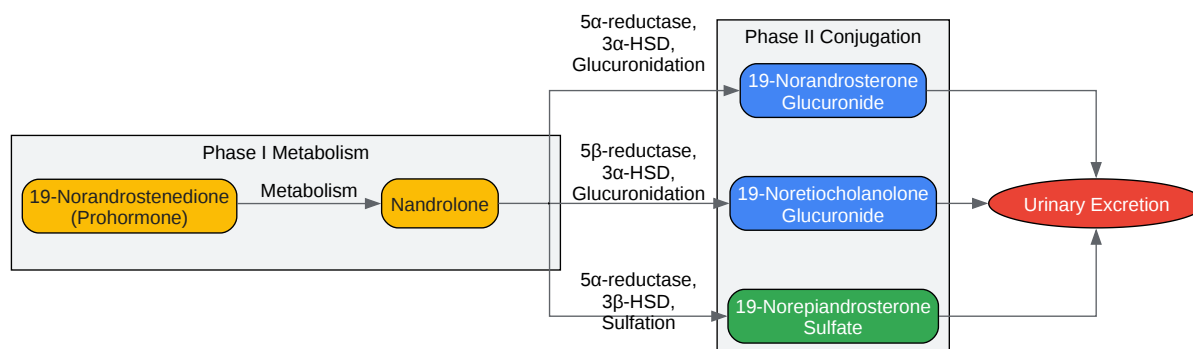 Phase I Metabolism
19-Norandrostenedione
(Prohormone)
Metabolism
Nandrolone
5α-reductase,
3α-HSD,
Glucuronidation
5β-reductase,
3α-HSD,
Glucuronidation
5α-reductase,
3β-HSD,
Sulfation
Phase II Conjugation
19-Norandrosterone
Glucuronide
19-Noretiocholanolone
Glucuronide
19-Norepiandrosterone
Sulfate
Urinary Excretion